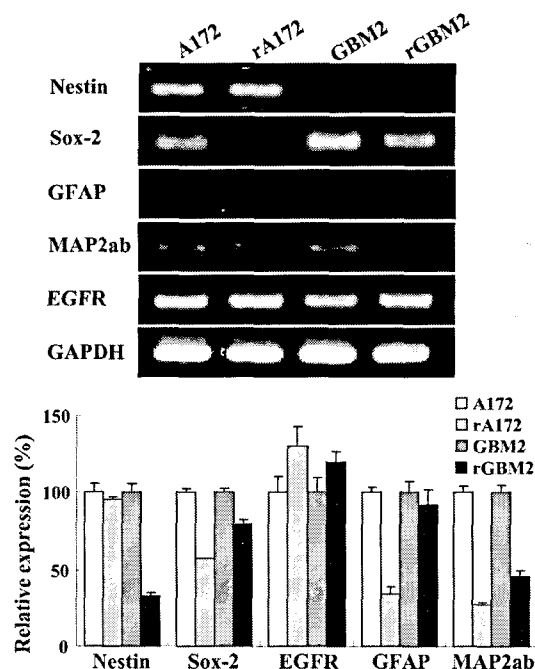 A172 rA172 GBM2 rGBM2
Nestin
Sox-2
GFAP
MAP2ab
EGFR
GAPDH
A172
rA172
GBM2
rGBM2
Relative expression (%)
150
100
50
0
Nestin Sox-2 EGFR GFAP MAP2ab